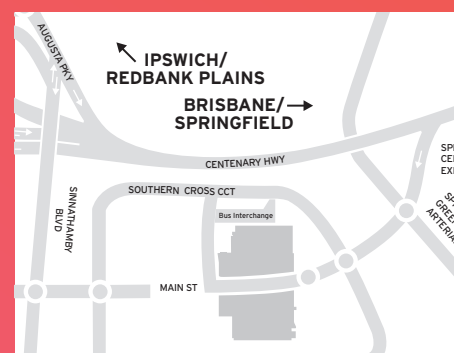 AUGUSTA PKY
IPSWICH/
REDBANK PLAINS
BRISBANE/
SPRINGFIELD
CENTENARY HWY
SINNATHAMBY
BLVD
SOUTHERN CROSS CCT
Bus Interchange
MAIN ST